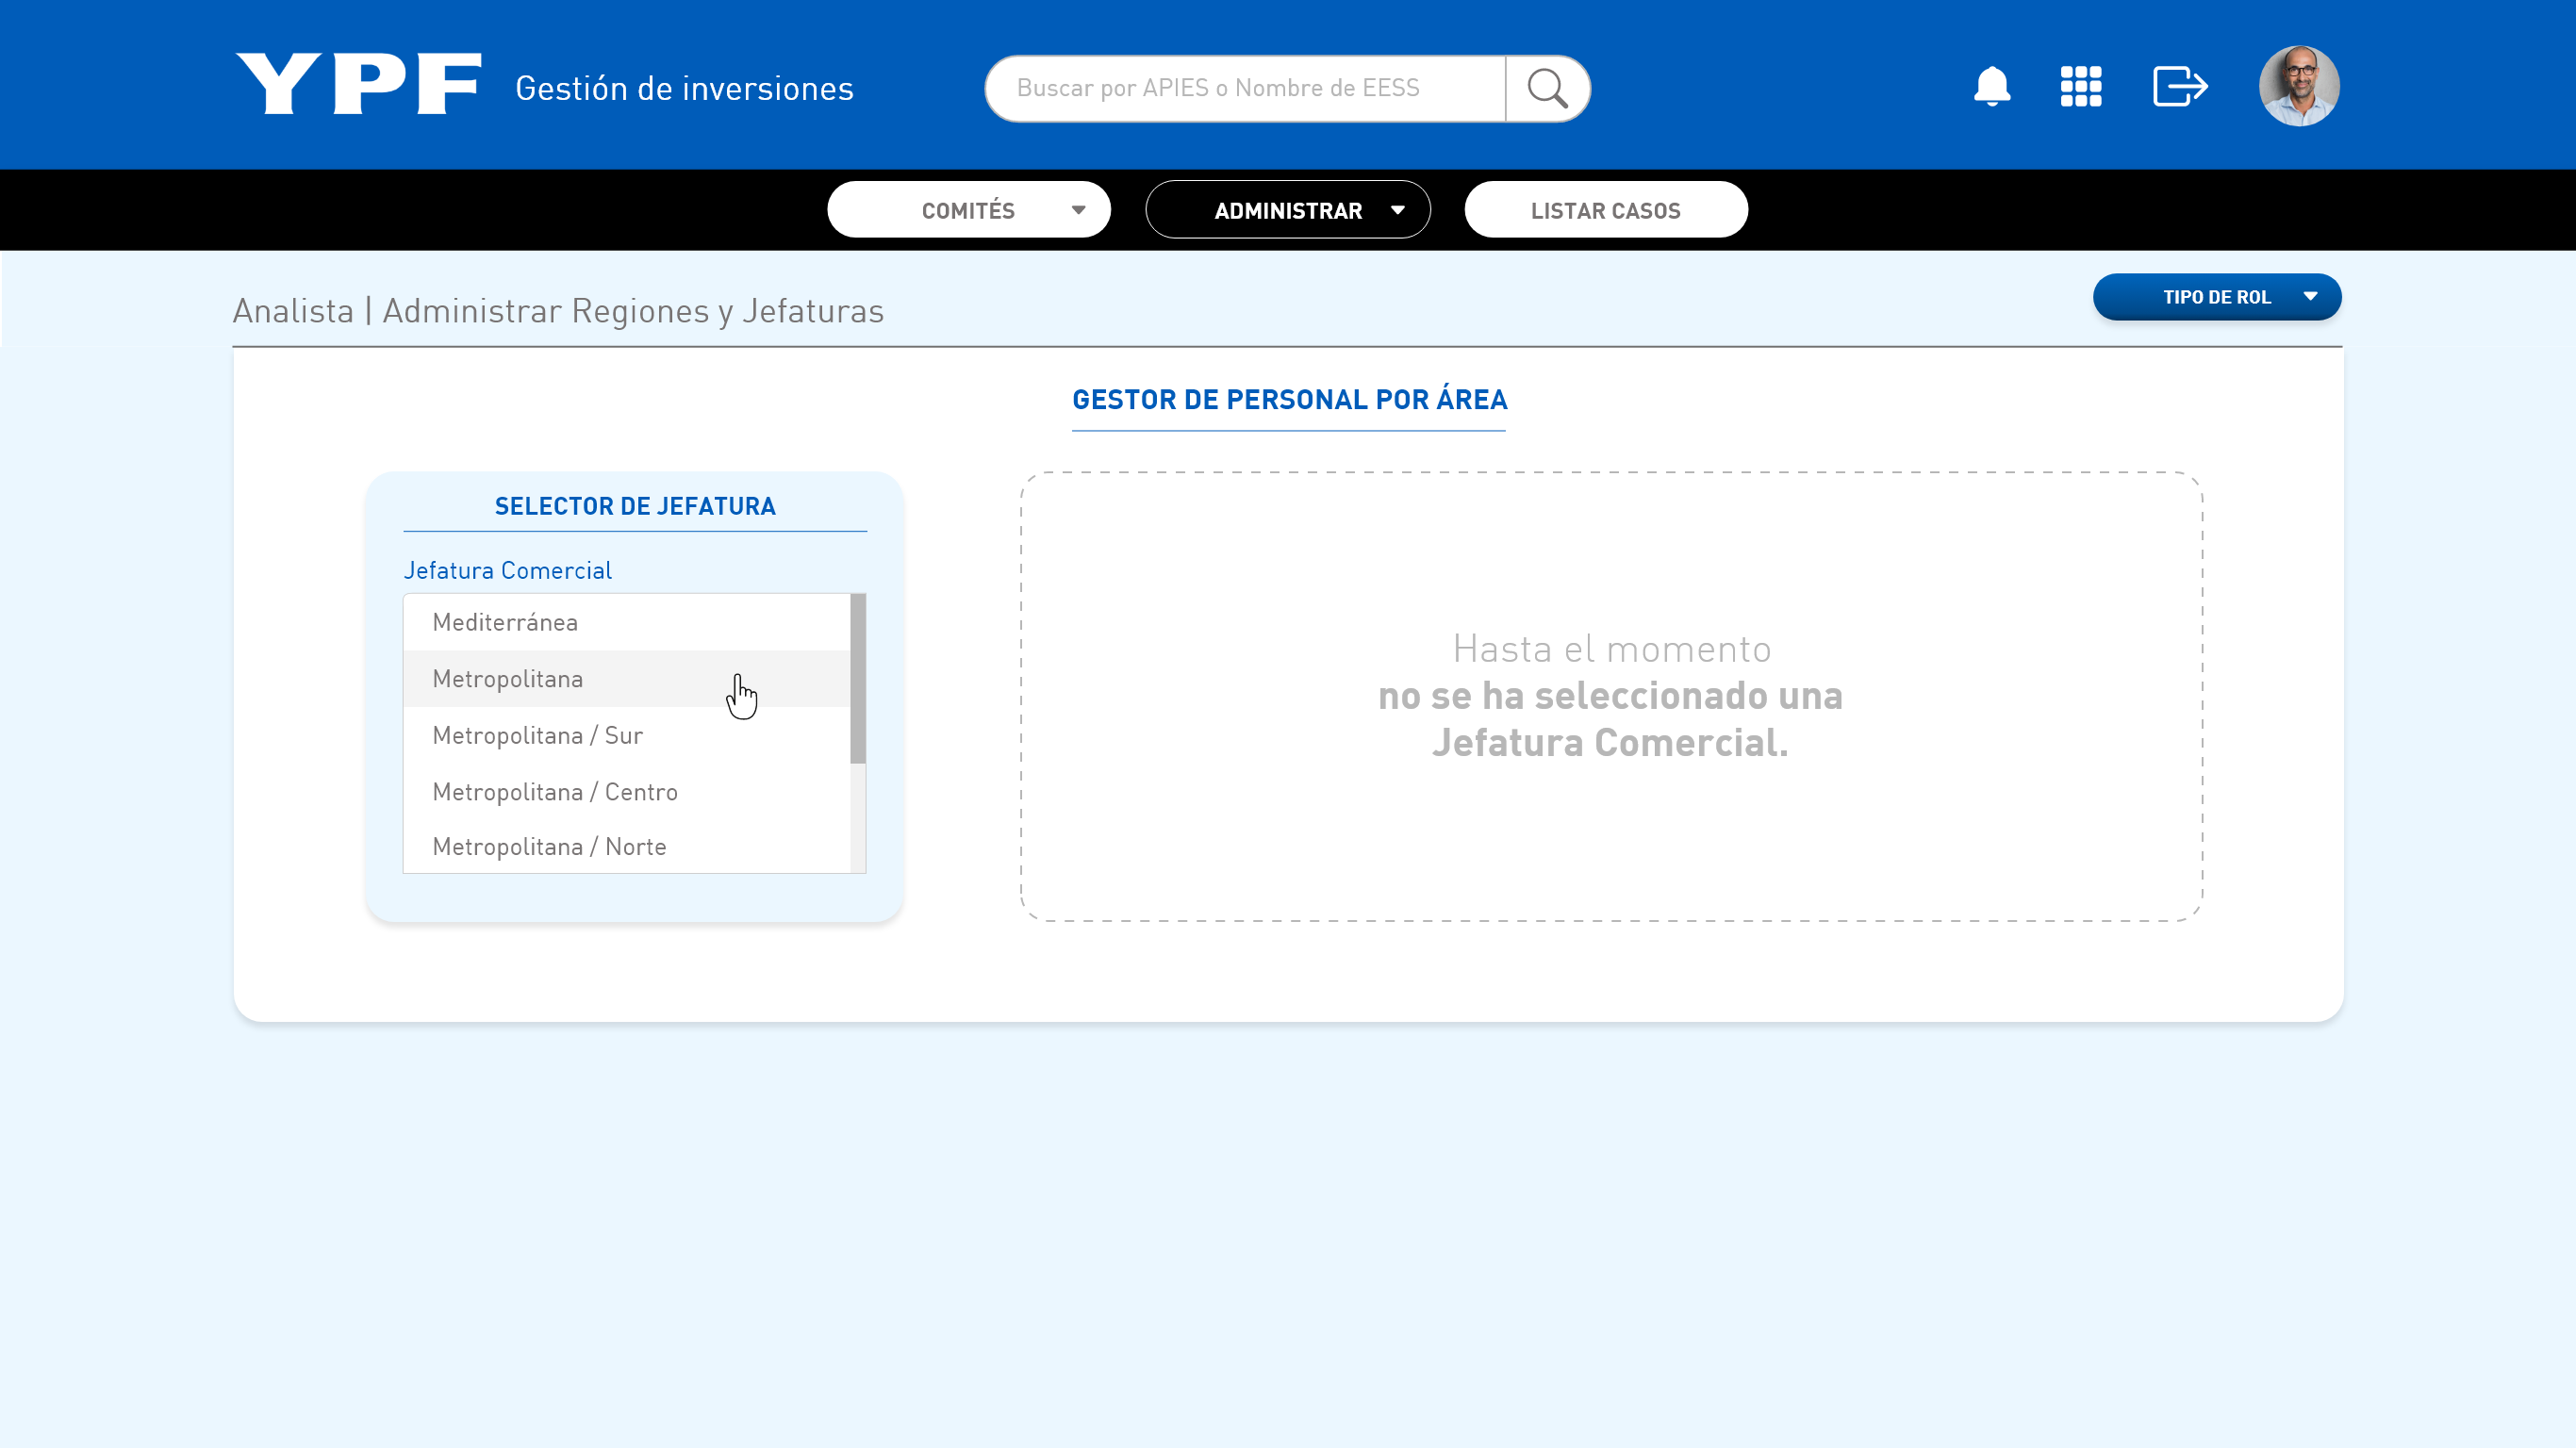 YPF
Gestión de inversiones
Buscar por APIES o Nombre de EESS
COMITÉS
ADMINISTRAR
LISTAR CASOS
Analista | Administrar Regiones y Jefaturas
TIPO DE ROL
GESTOR DE PERSONAL POR ÁREA
SELECTOR DE JEFATURA
Jefatura Comercial
Mediterránea
Metropolitana
Metropolitana / Sur
Metropolitana / Centro
Metropolitana / Norte
Hasta el momento
no se ha seleccionado una
Jefatura Comercial.